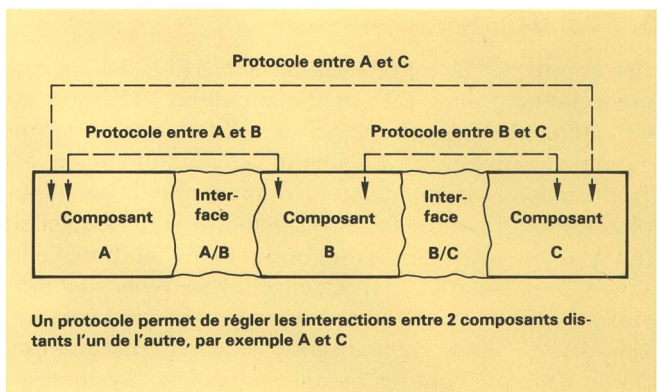 Protocole entre A et C
Protocole entre A et B
Protocole entre B et C
Composant
A
Inter-
face
A/B
Composant
B
Inter-
face
B/C
Composant
C
Un protocole permet de régler les interactions entre 2 composants dis-
tants l'un de l'autre, par exemple A et C